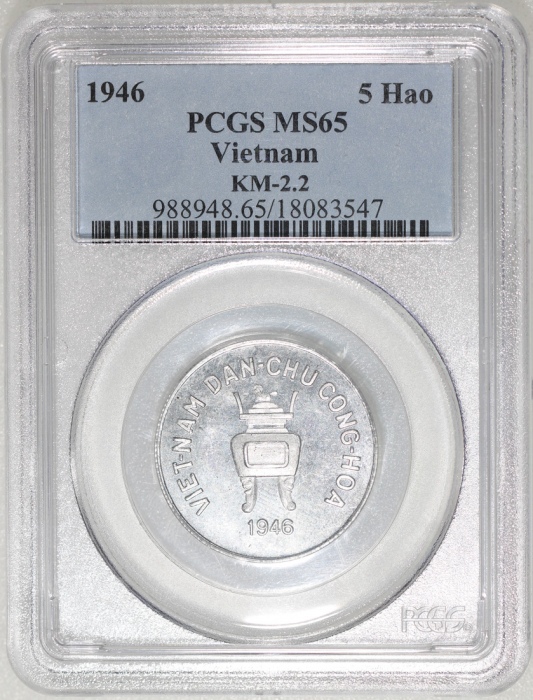 1946 5 Hao
PCGS MS65
Vietnam
KM-2.2
988948.65/18083547
VIET-NAM DAN-CHU CONG-HOA
1946
PCGS